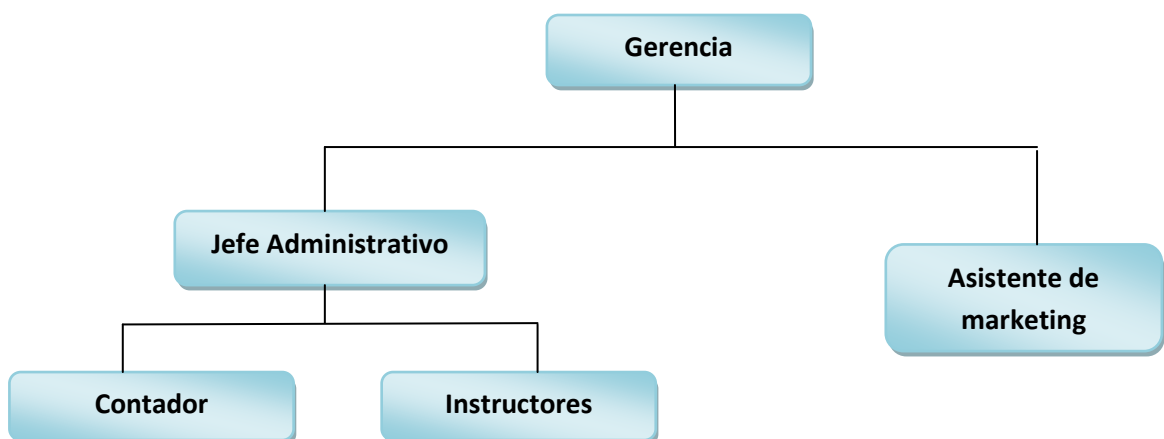 Gerencia
Jefe Administrativo
Asistente de
marketing
Contador
Instructores